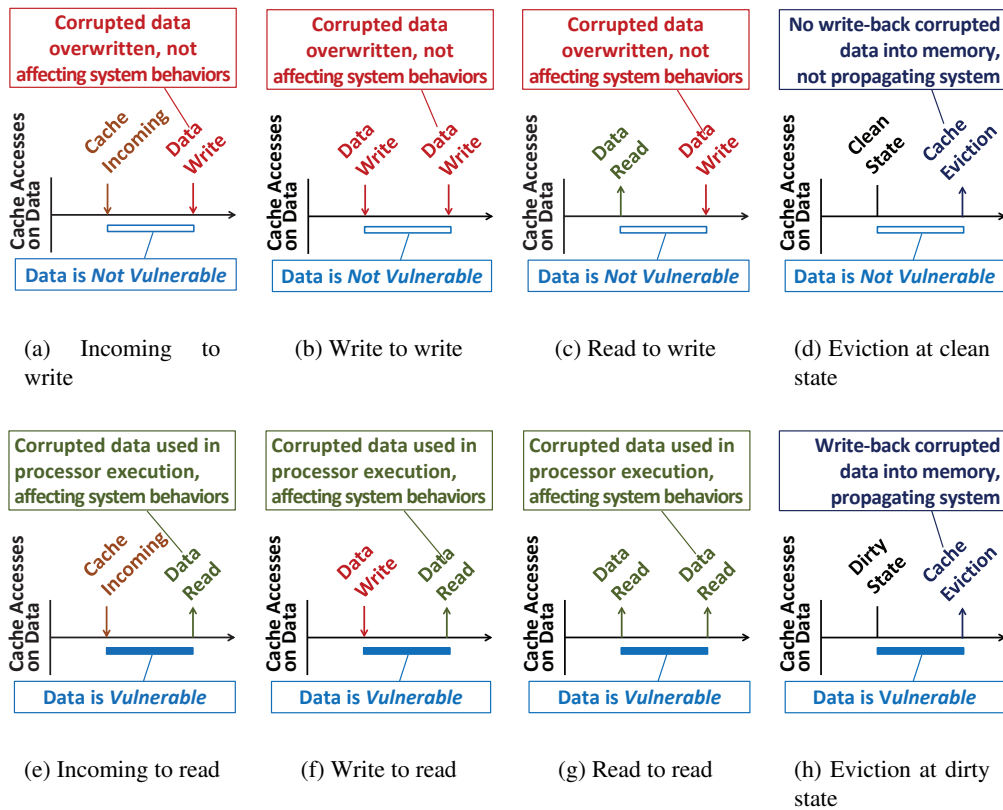 Corrupted data
overwritten, not
affecting system behaviors
Cache Accesses
on Data
Cache
Incoming
Data
Write
Data is Not Vulnerable
(a) Incoming to
write
Corrupted data
overwritten, not
affecting system behaviors
Cache Accesses
on Data
Data
Write
Data
Write
Data is Not Vulnerable
(b) Write to write
Corrupted data
overwritten, not
affecting system behaviors
Cache Accesses
on Data
Data
Read
Data
Write
Data is Not Vulnerable
(c) Read to write
No write-back corrupted
data into memory,
not propagating system
Cache Accesses
on Data
Clean
State
Cache
Eviction
Data is Not Vulnerable
(d) Eviction at clean
state
Corrupted data used in
processor execution,
affecting system behaviors
Cache Accesses
on Data
Cache
Incoming
Data
Read
Data is Vulnerable
(e) Incoming to read
Corrupted data used in
processor execution,
affecting system behaviors
Cache Accesses
on Data
Data
Write
Data
Read
Data is Vulnerable
(f) Write to read
Corrupted data used in
processor execution,
affecting system behaviors
Cache Accesses
on Data
Data
Read
Data
Read
Data is Vulnerable
(g) Read to read
Write-back corrupted
data into memory,
propagating system
Cache Accesses
on Data
Dirty
State
Cache
Eviction
Data is Vulnerable
(h) Eviction at dirty
state